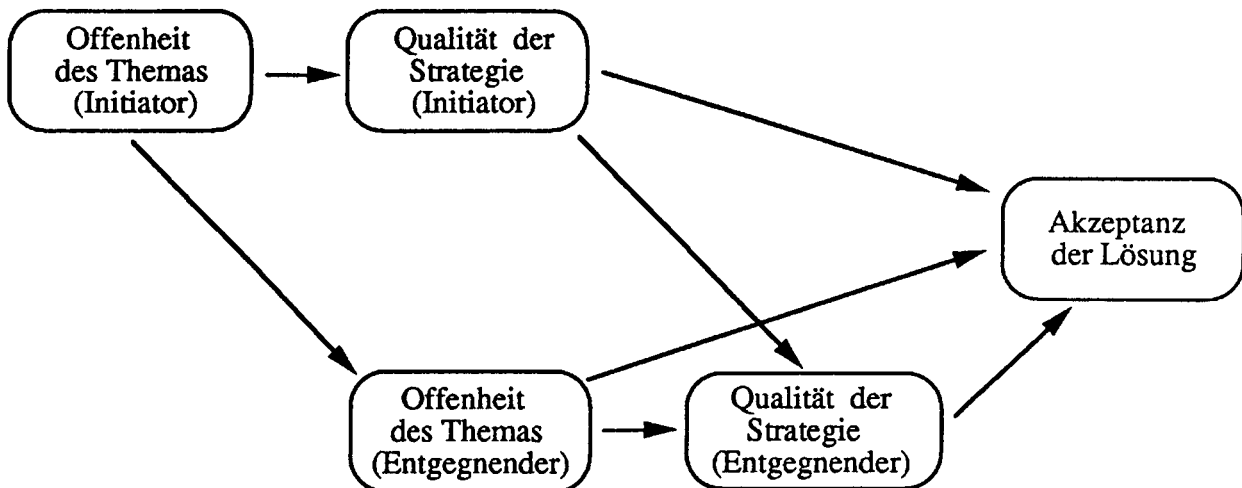 Offenheit
des Themas
(Initiator)
Qualität der
Strategie
(Initiator)
Akzeptanz
der Lösung
Offenheit
des Themas
(Entgegnender)
Qualität der
Strategie
(Entgegnender)